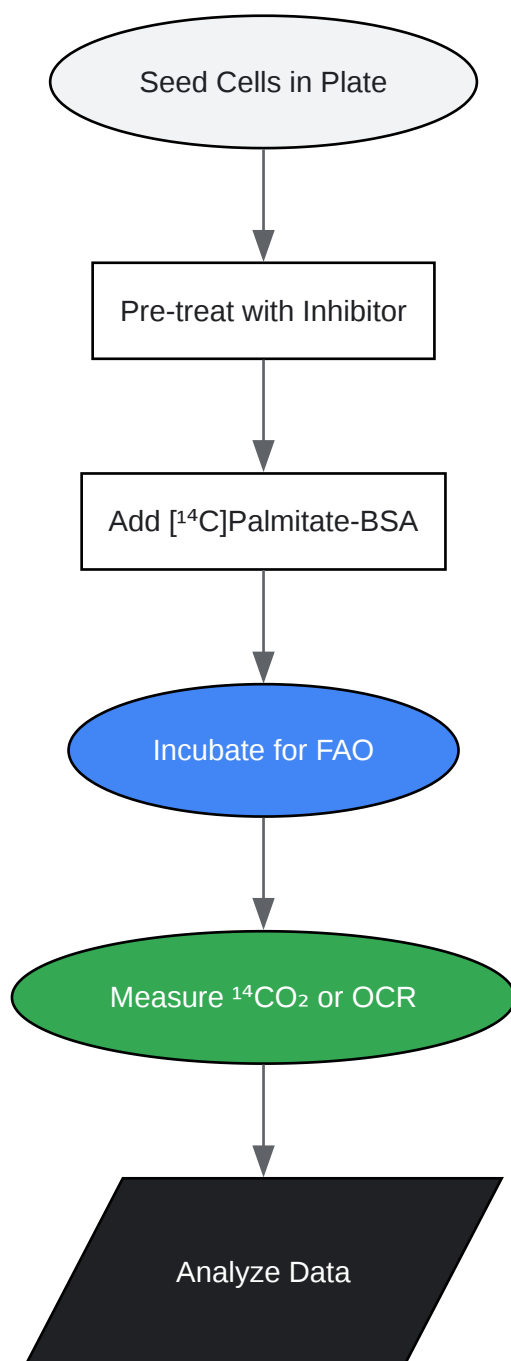 Seed Cells in Plate
Pre-treat with Inhibitor
Add [¹⁴C]Palmitate-BSA
Incubate for FAO
Measure ¹⁴CO₂ or OCR
Analyze Data